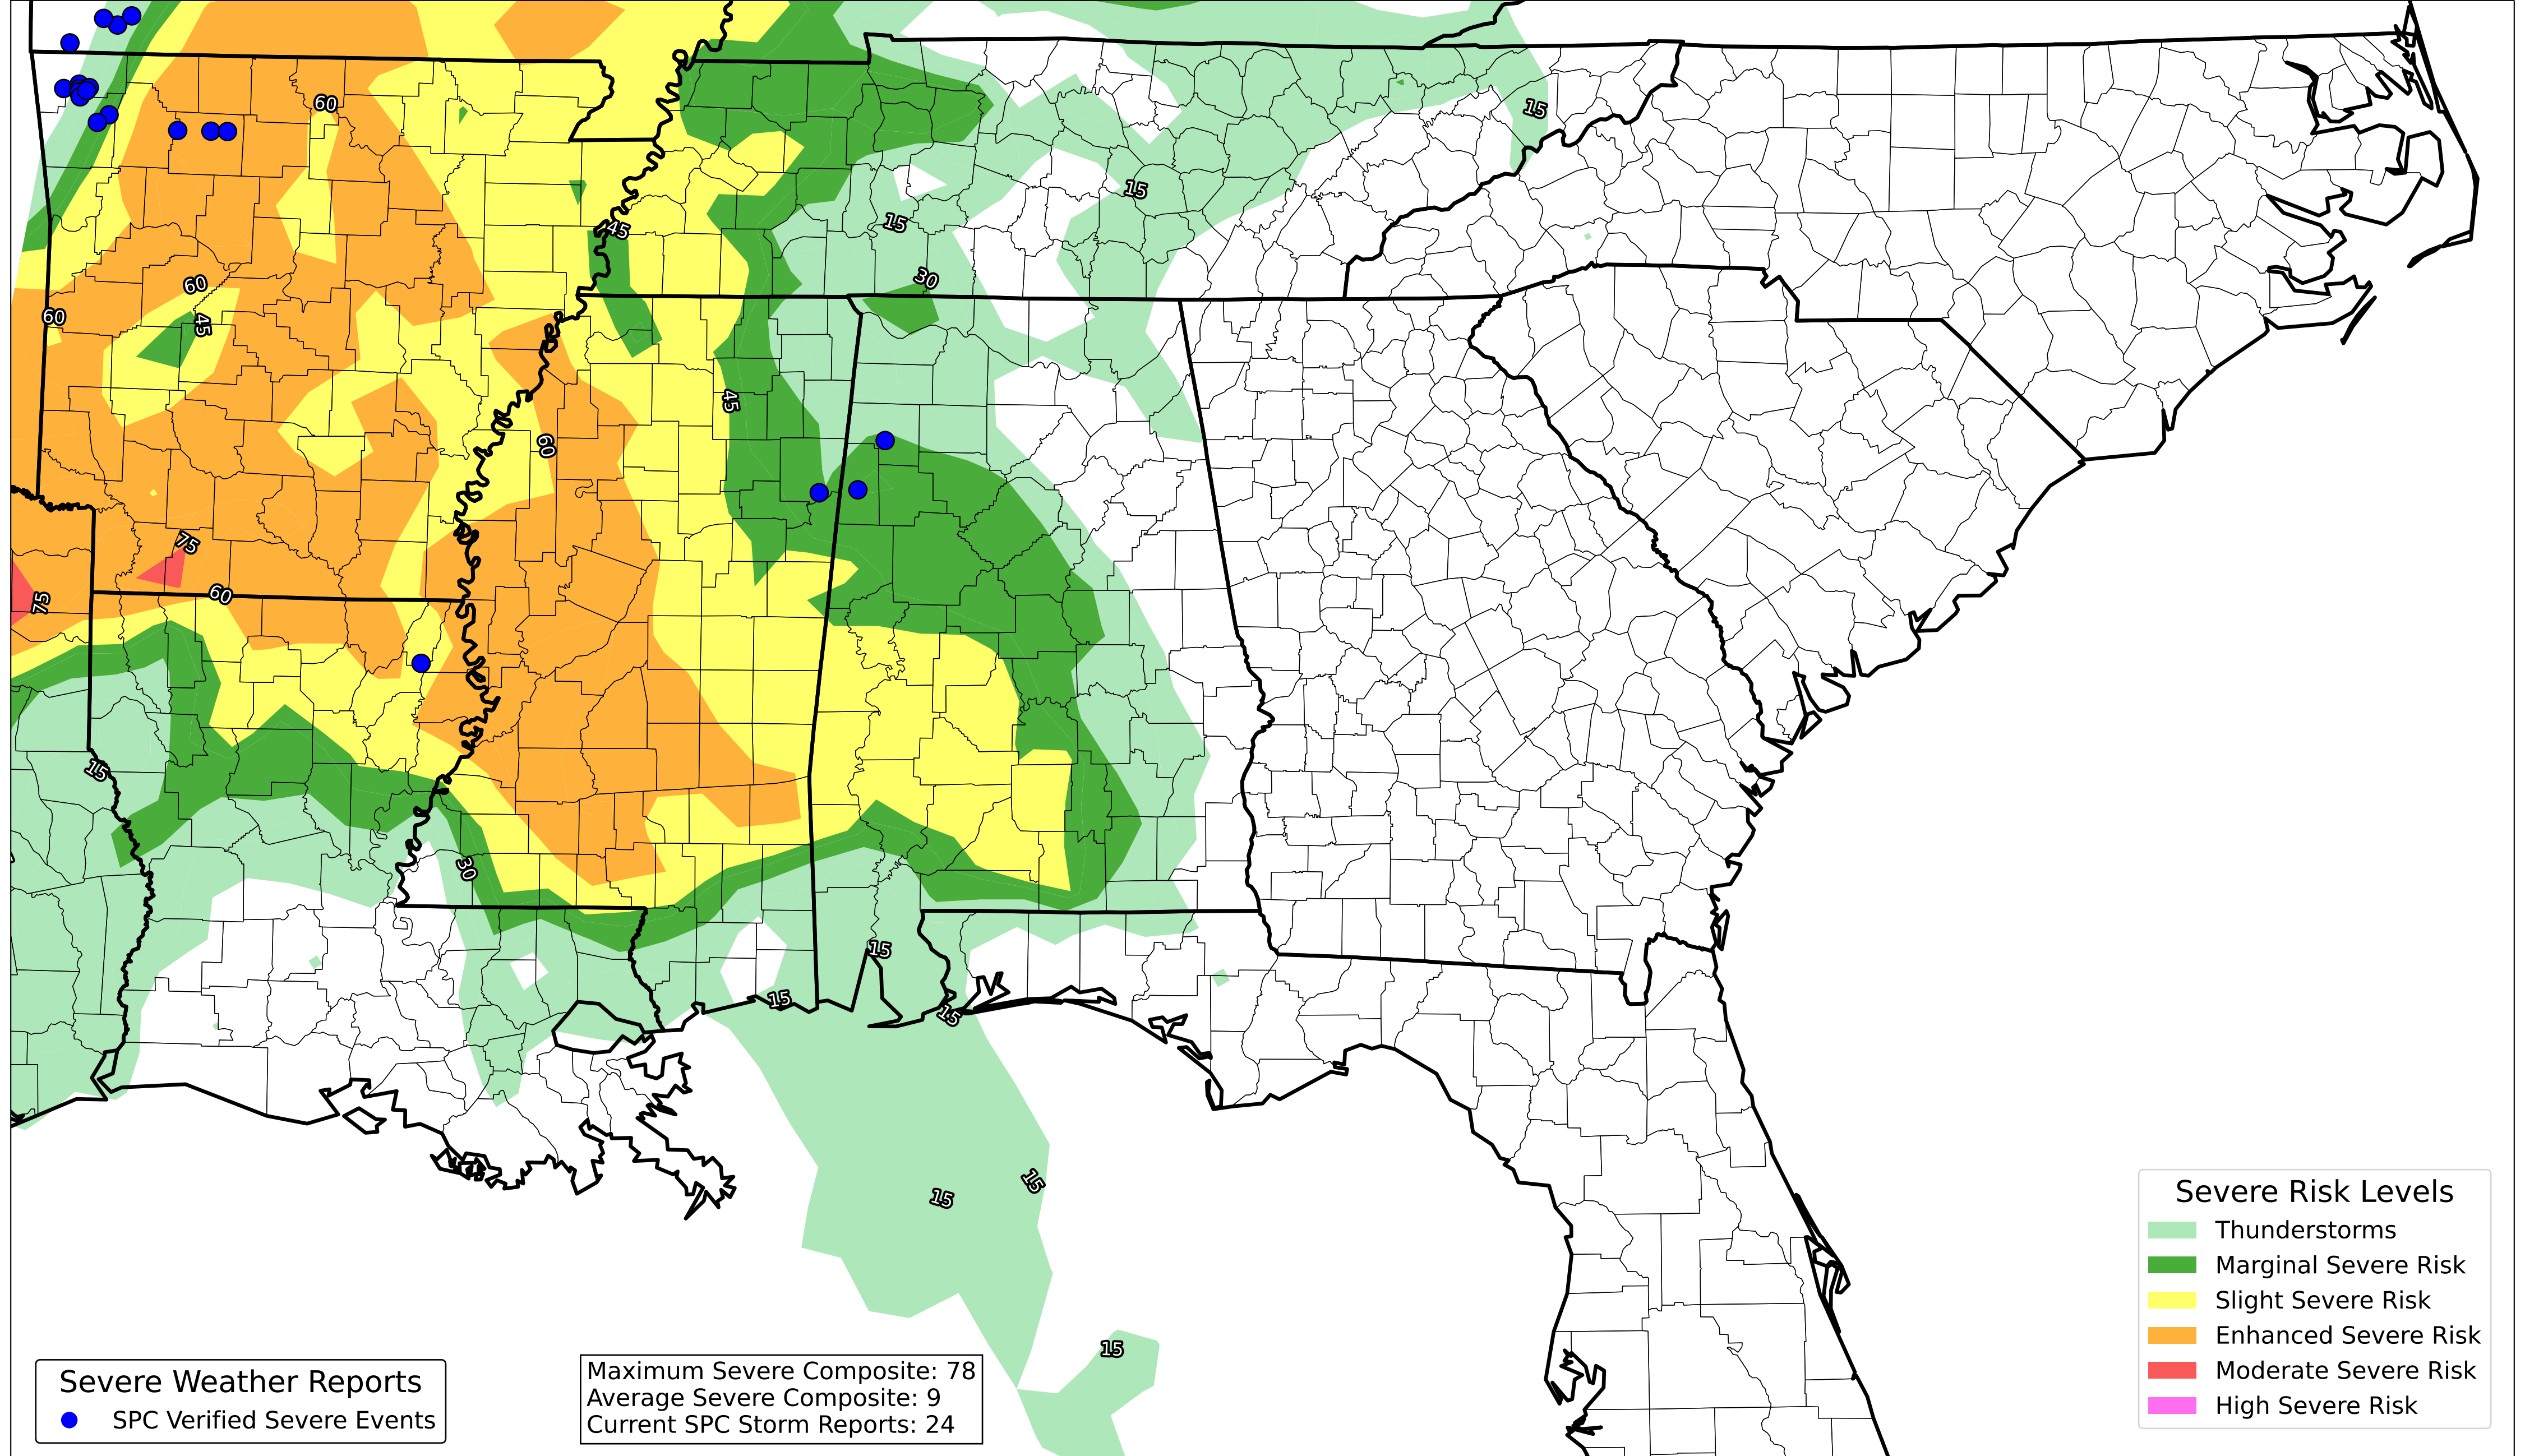 60
15
15
45
15
30
60
45
60
45
60
75
75
60
15
30
15
15
15
15
15
15
Severe Risk Levels
Thunderstorms
Marginal Severe Risk
Slight Severe Risk
Enhanced Severe Risk
Moderate Severe Risk
High Severe Risk
Severe Weather Reports
SPC Verified Severe Events
Maximum Severe Composite: 78
Average Severe Composite: 9
Current SPC Storm Reports: 24